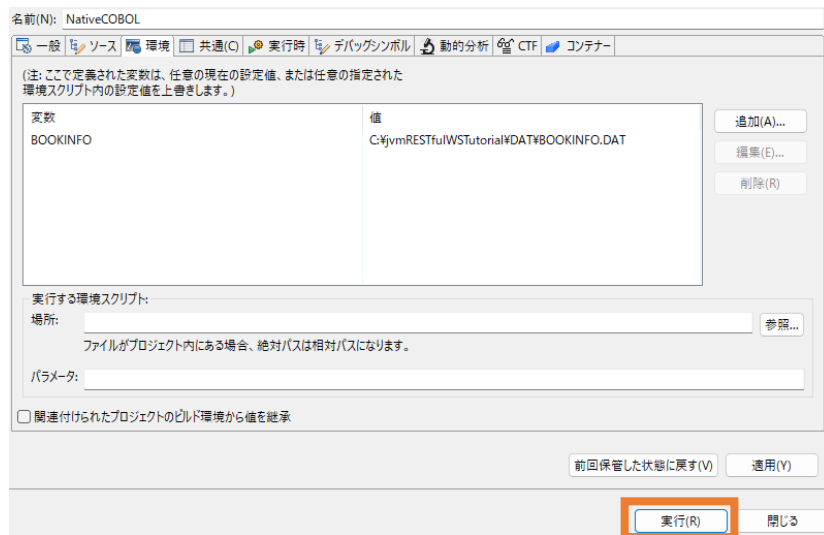 名前(N): NativeCOBOL
一般 ソース 環境 共通(C) 実行時 デバッグシンボル 動的分析 CTF コンテナー
(注: ここで定義された変数は、任意の現在の設定値、または任意の指定された
環境スクリプト内の設定値を上書きします。)
変数 値
BOOKINFO C:¥jvmRESTfulWSTutorial¥DAT¥BOOKINFO.DAT
追加(A)...
編集(E)...
削除(R)
実行する環境スクリプト:
場所: 参照...
ファイルがプロジェクト内にある場合、絶対パスは相対パスになります。
パラメータ:
関連付けられたプロジェクトのビルド環境から値を継承
前回保管した状態に戻す(V) 適用(Y)
実行(R) 閉じる